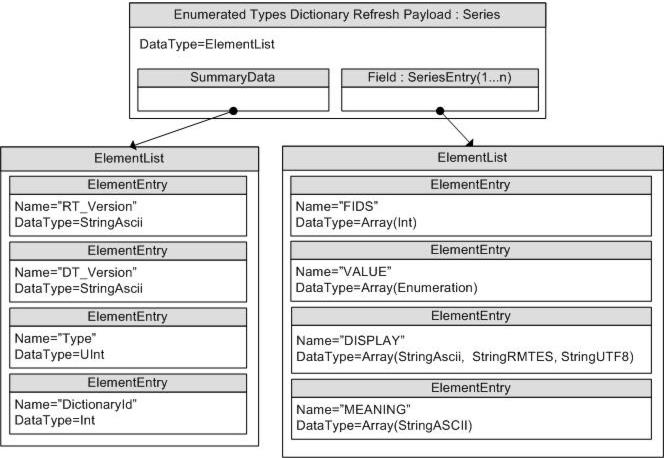 Enumerated Types Dictionary Refresh Payload : Series
DataType=ElementList
SummaryData
Field : SeriesEntry(1...n)
ElementList
ElementEntry
Name="RT_Version"
DataType=StringAscii
ElementEntry
Name="DT_Version"
DataType=StringAscii
ElementEntry
Name="Type"
DataType=UInt
ElementEntry
Name="DictionaryId"
DataType=Int
ElementList
ElementEntry
Name="FIDS"
DataType=Array(Int)
ElementEntry
Name="VALUE"
DataType=Array(Enumeration)
ElementEntry
Name="DISPLAY"
DataType=Array(StringAscii, StringRMTES, StringUTF8)
ElementEntry
Name="MEANING"
DataType=Array(StringASCII)